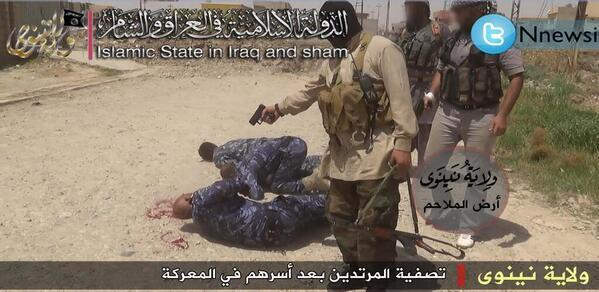 الدولة الإسلامية في العراق والشام
Islamic State in Iraq and sham
Nnewsi
ولاية نينوى
أرض الملاحم
ولاية نينوى
تصفية المرتدين بعد أسرهم في المعركة